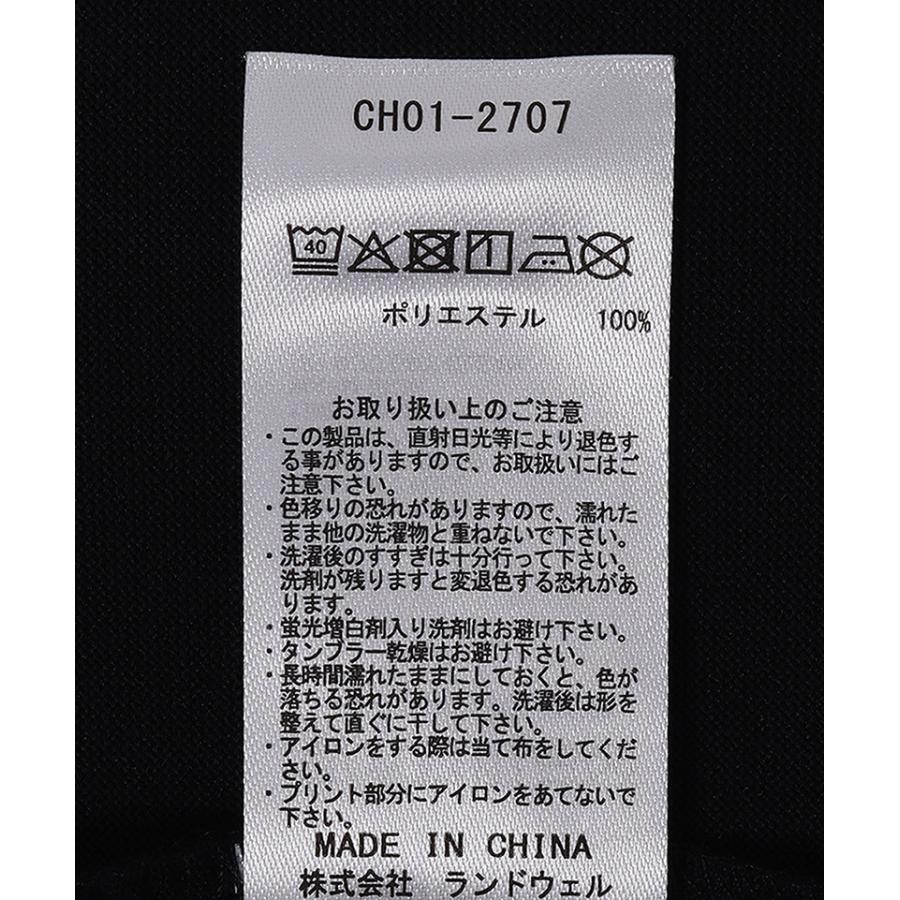 CH01-2707
40
ポリエステル 100%
お取り扱い上のご注意
・この製品は、直射日光等により退色す
る事がありますので、お取扱いにはご
注意下さい。
・色移りの恐れがありますので、濡れた
まま他の洗濯物と重ねないで下さい。
・洗濯後のすすぎは十分行って下さい。
洗剤が残りますと変退色する恐れがあ
ります。
・蛍光増白剤入り洗剤はお避け下さい。
・タンブラー乾燥はお避け下さい。
・長時間濡れたままにしておくと、色が
落ちる恐れがあります。洗濯後は形を
整えて直ぐに干して下さい。
・アイロンをする際は当て布をしてくだ
さい。
・プリント部分にアイロンをあてないで
下さい。
MADE IN CHINA
株式会社 ランドウェル